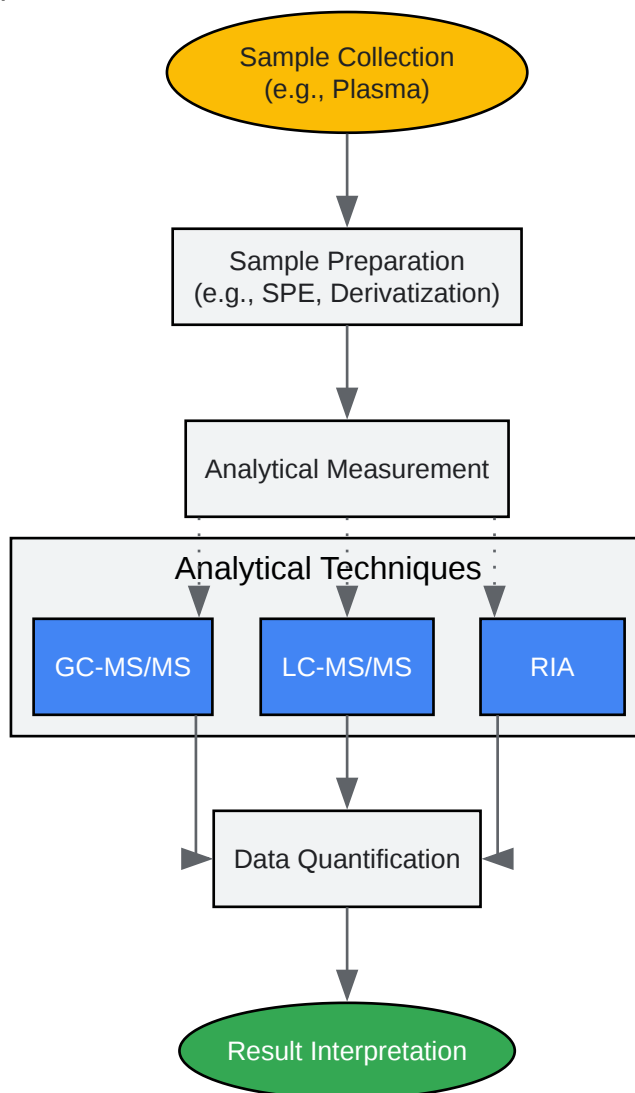 Sample Collection
(e.g., Plasma)
Sample Preparation
(e.g., SPE, Derivatization)
Analytical Measurement
Analytical Techniques
GC-MS/MS
LC-MS/MS
RIA
Data Quantification
Result Interpretation